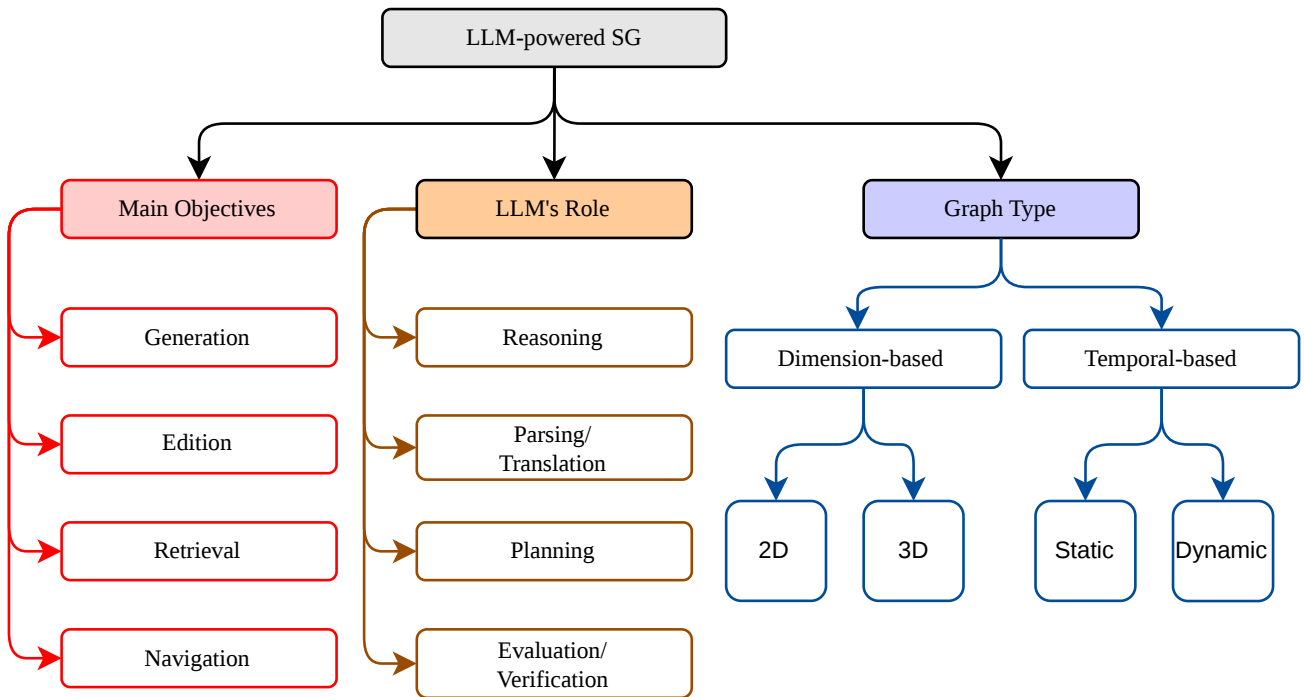 LLM-powered SG
Main Objectives
LLM's Role
Graph Type
Generation
Edition
Retrieval
Navigation
Reasoning
Parsing/
Translation
Planning
Evaluation/
Verification
Dimension-based
Temporal-based
2D
3D
Static
Dynamic